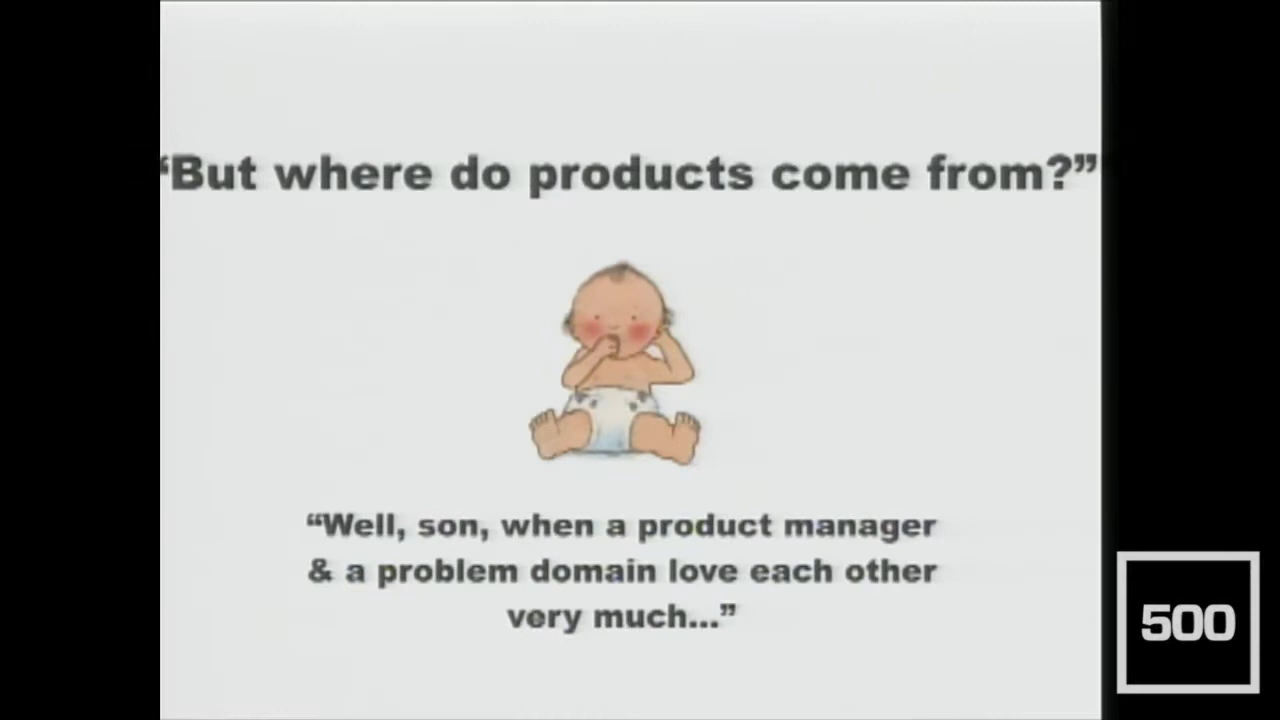 “But where do products come from?”
“Well, son, when a product manager
& a problem domain love each other
very much...”
500